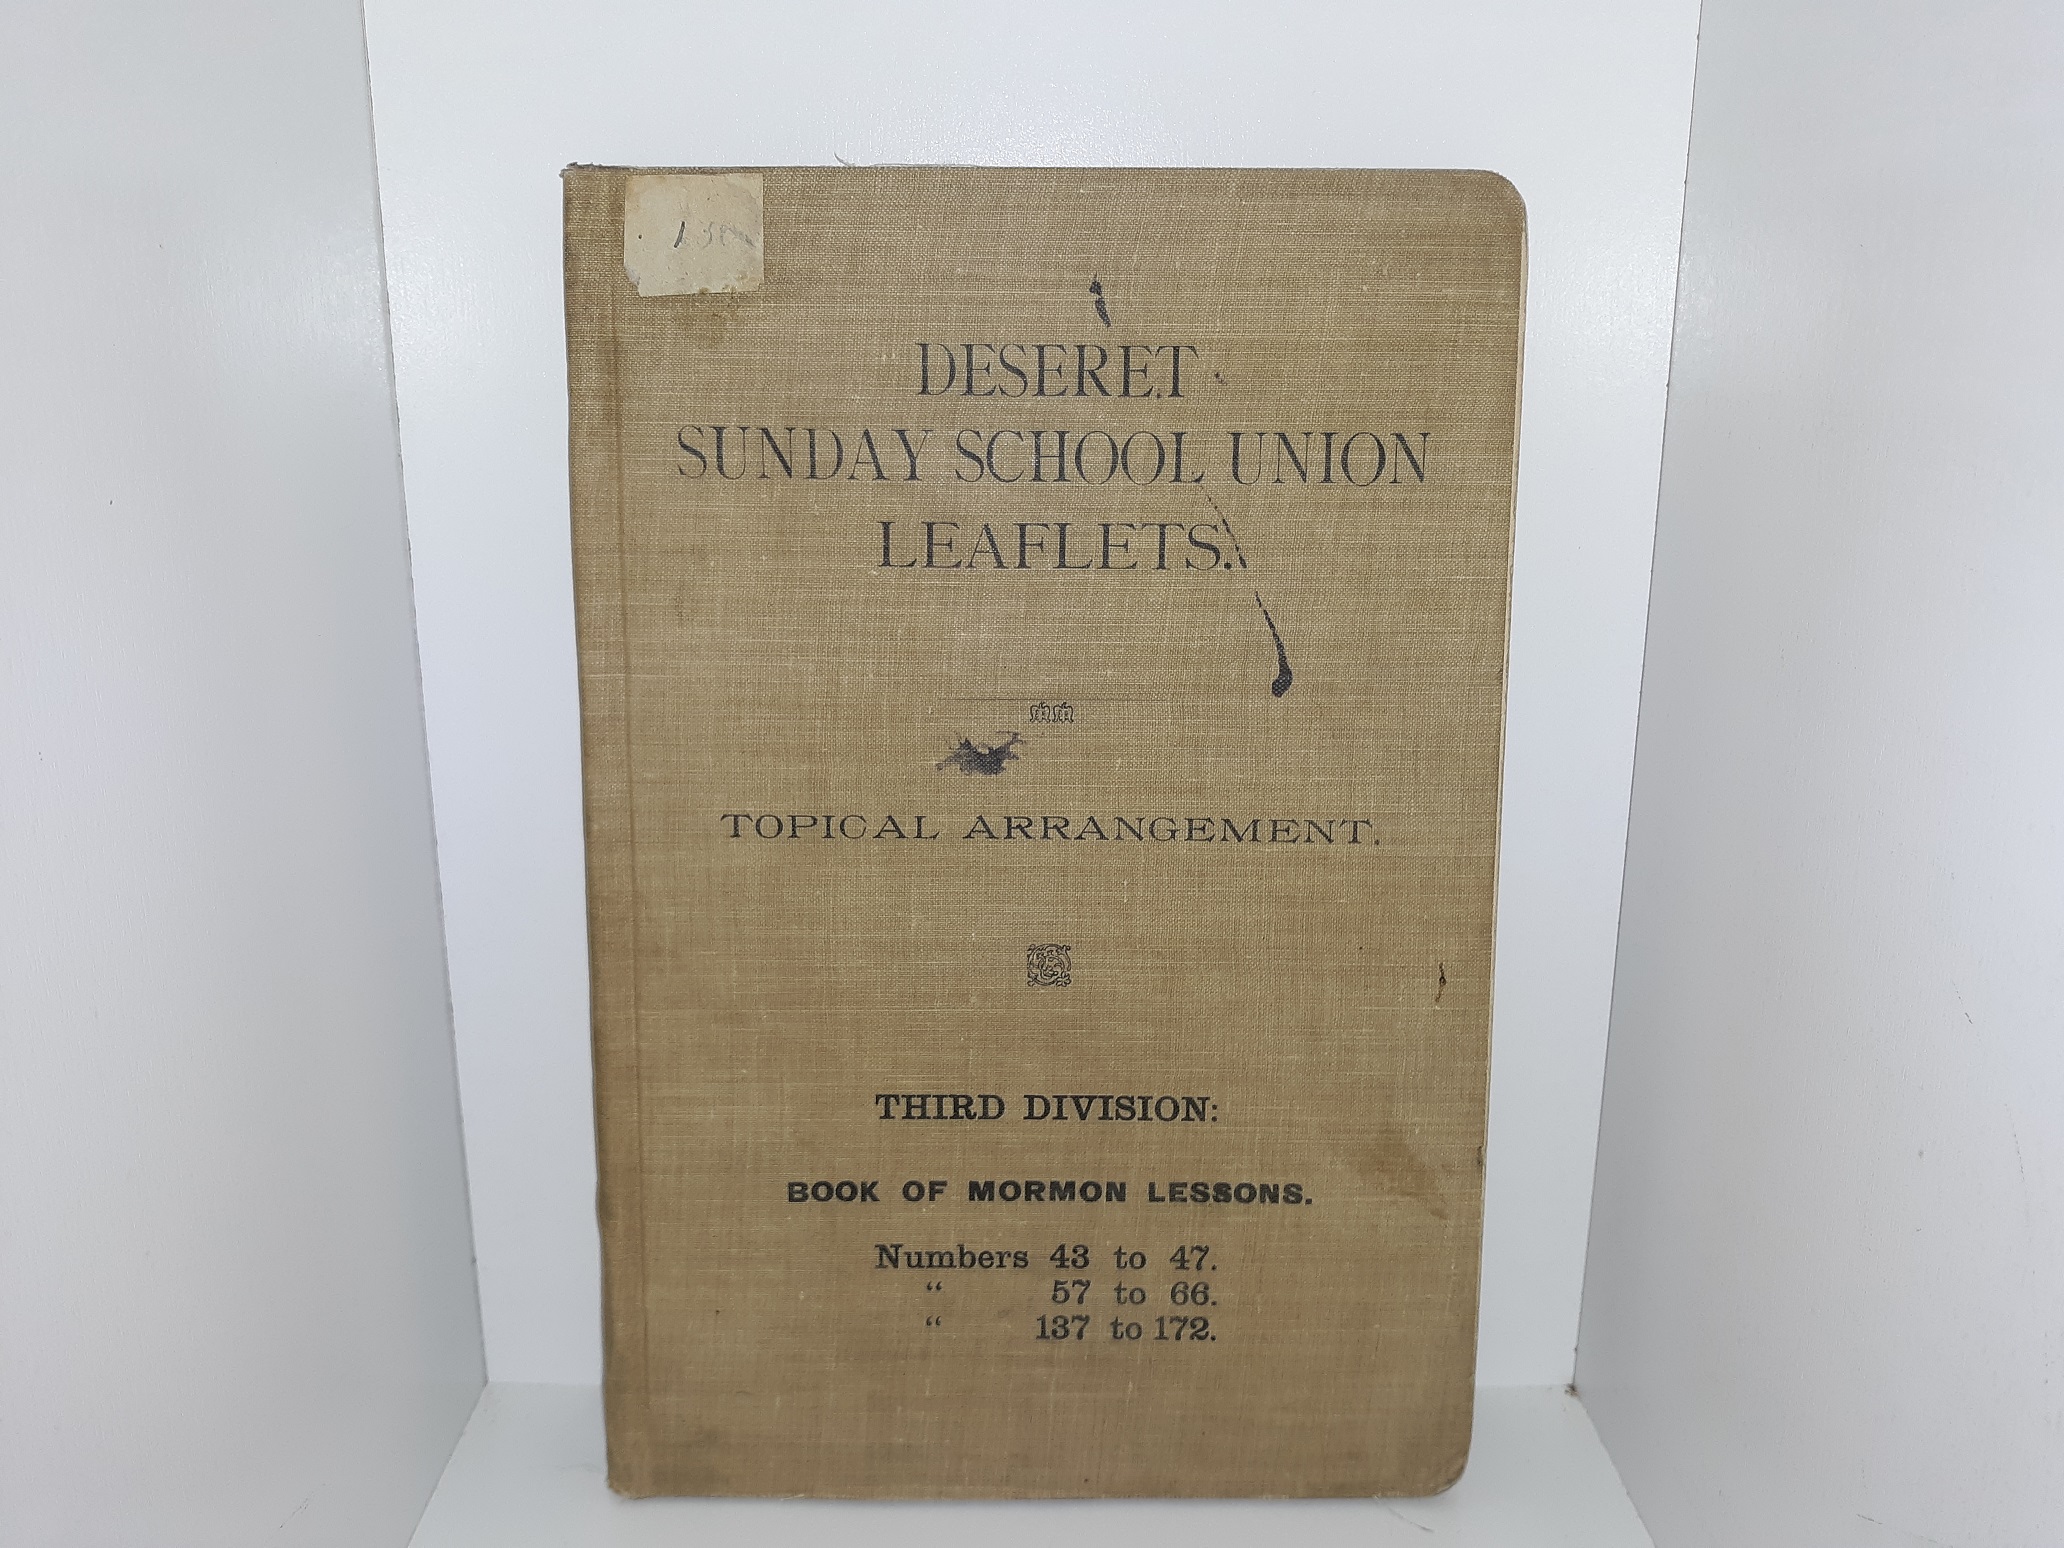 DESERET
SUNDAY SCHOOL UNION
LEAFLETS.
TOPICAL ARRANGEMENT.
THIRD DIVISION:
BOOK OF MORMON LESSONS.
Numbers 43 to 47.
“ 57 to 66.
“ 137 to 172.